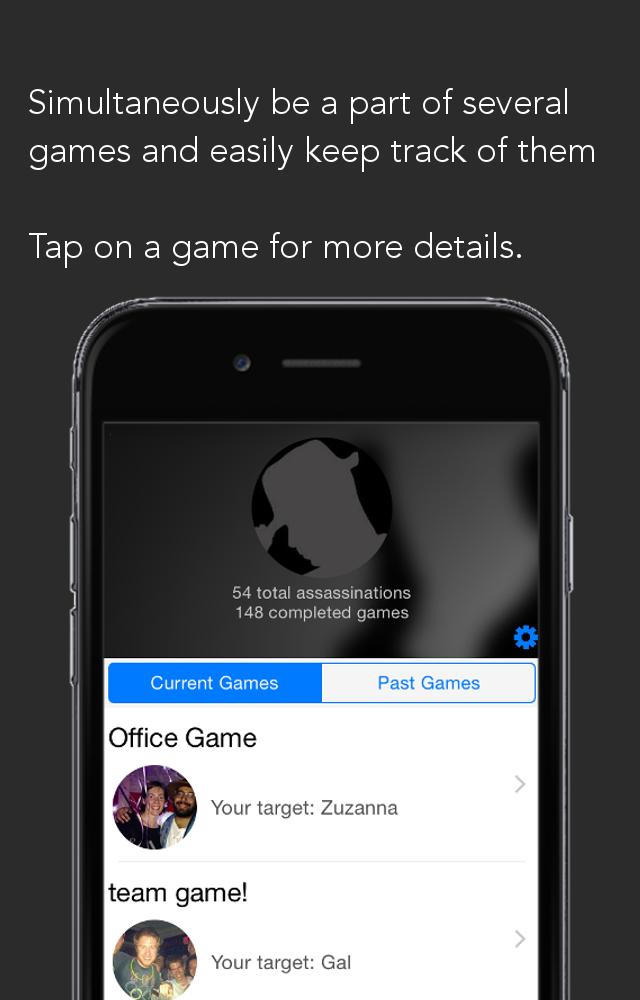 Simultaneously be a part of several
games and easily keep track of them
Tap on a game for more details.
54 total assassinations
148 completed games
Current Games
Past Games
Office Game
Your target: Zuzanna
team game!
Your target: Gal